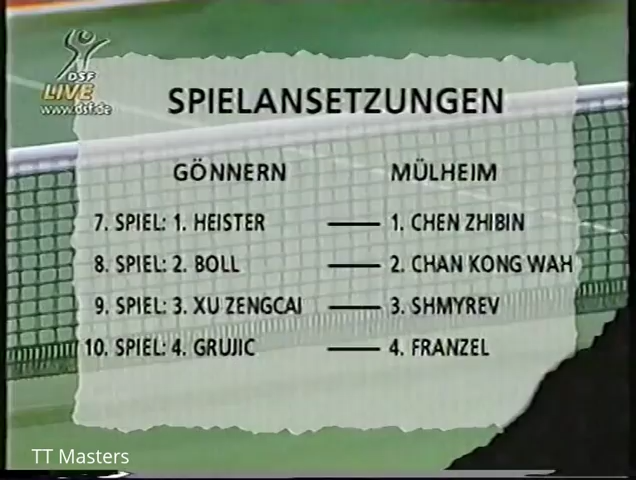 DSF
LIVE
www.dsf.de
SPIELANSETZUNGEN
GÖNNERN MÜLHEIM
7. SPIEL: 1. HEISTER — 1. CHEN ZHIBIN
8. SPIEL: 2. BOLL — 2. CHAN KONG WAH
9. SPIEL: 3. XU ZENGCAI — 3. SHMYREV
10. SPIEL: 4. GRUJIC — 4. FRANZEL
TT Masters